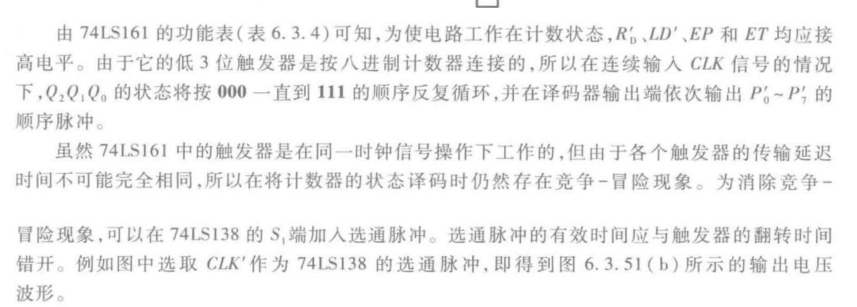 由 74LS161 的功能表(表 6.3.4)可知,为使电路工作在计数状态,R′D、LD′、EP 和 ET 均应接
高电平。由于它的低 3 位触发器是按八进制计数器连接的,所以在连续输入 CLK 信号的情况
下,Q2Q1Q0 的状态将按 000 一直到 111 的顺序反复循环,并在译码器输出端依次输出 P′0~P′7 的
顺序脉冲。
虽然 74LS161 中的触发器是在同一时钟信号操作下工作的,但由于各个触发器的传输延迟
时间不可能完全相同,所以在将计数器的状态译码时仍然存在竞争-冒险现象。为消除竞争-
冒险现象,可以在 74LS138 的 S1端加入选通脉冲。选通脉冲的有效时间应与触发器的翻转时间
错开。例如图中选取 CLK′作为 74LS138 的选通脉冲,即得到图 6.3.51(b)所示的输出电压
波形。